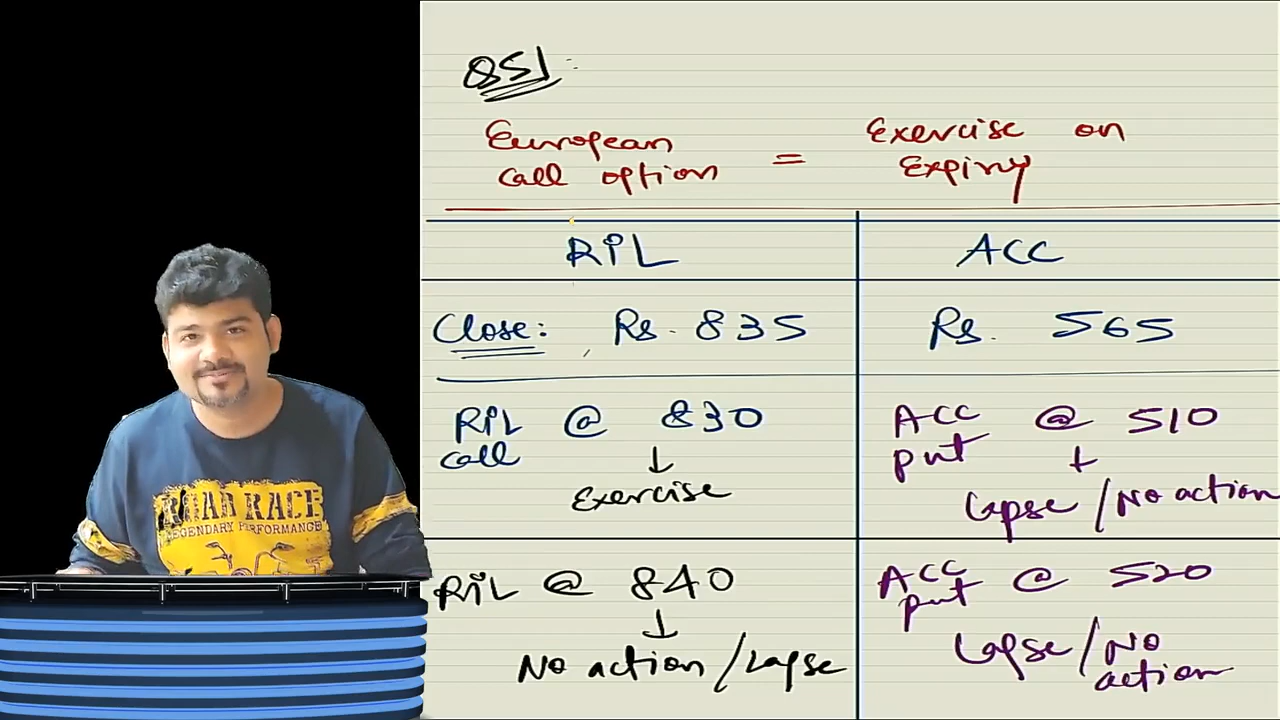 Q51:
European
call option = Exercise on
Expiry
RIL ACC
Close: Rs. 835 Rs. 565
RIL @ 830
call
↓
Exercise
ACC @ 510
put ↓
Lapse / No action
RIL @ 840
↓
No action / Lapse
ACC @ 520
put
Lapse / No
action
ROAD RACE
LEGENDARY PERFORMANCE